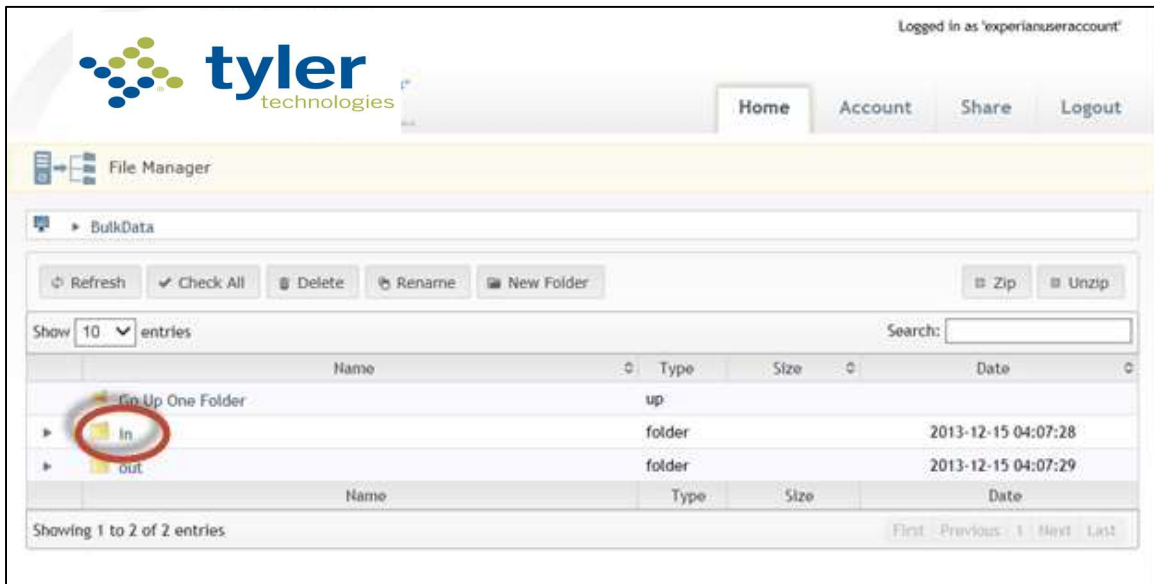 Logged in as 'experianuseraccount'
tyler
technologies
Home Account Share Logout
File Manager
BulkData
Refresh Check All Delete Rename New Folder Zip Unzip
Show 10 entries Search:
Name Type Size Date
Go Up One Folder up
In folder 2013-12-15 04:07:28
out folder 2013-12-15 04:07:29
Name Type Size Date
Showing 1 to 2 of 2 entries First Previous 1 Next Last